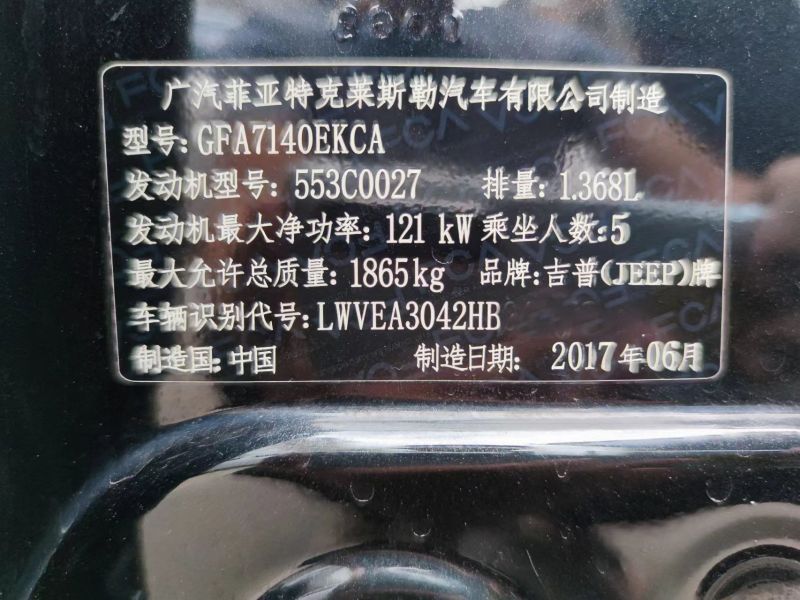 广汽菲亚特克莱斯勒汽车有限公司制造
型号: GFA7140EKCA
发动机型号: 553C0027 排量: 1.368L
发动机最大净功率: 121 kW 乘坐人数: 5
最大允许总质量: 1865kg 品牌: 吉普(JEEP)牌
车辆识别代号: LWVEA3042HB
制造国: 中国 制造日期: 2017年06月